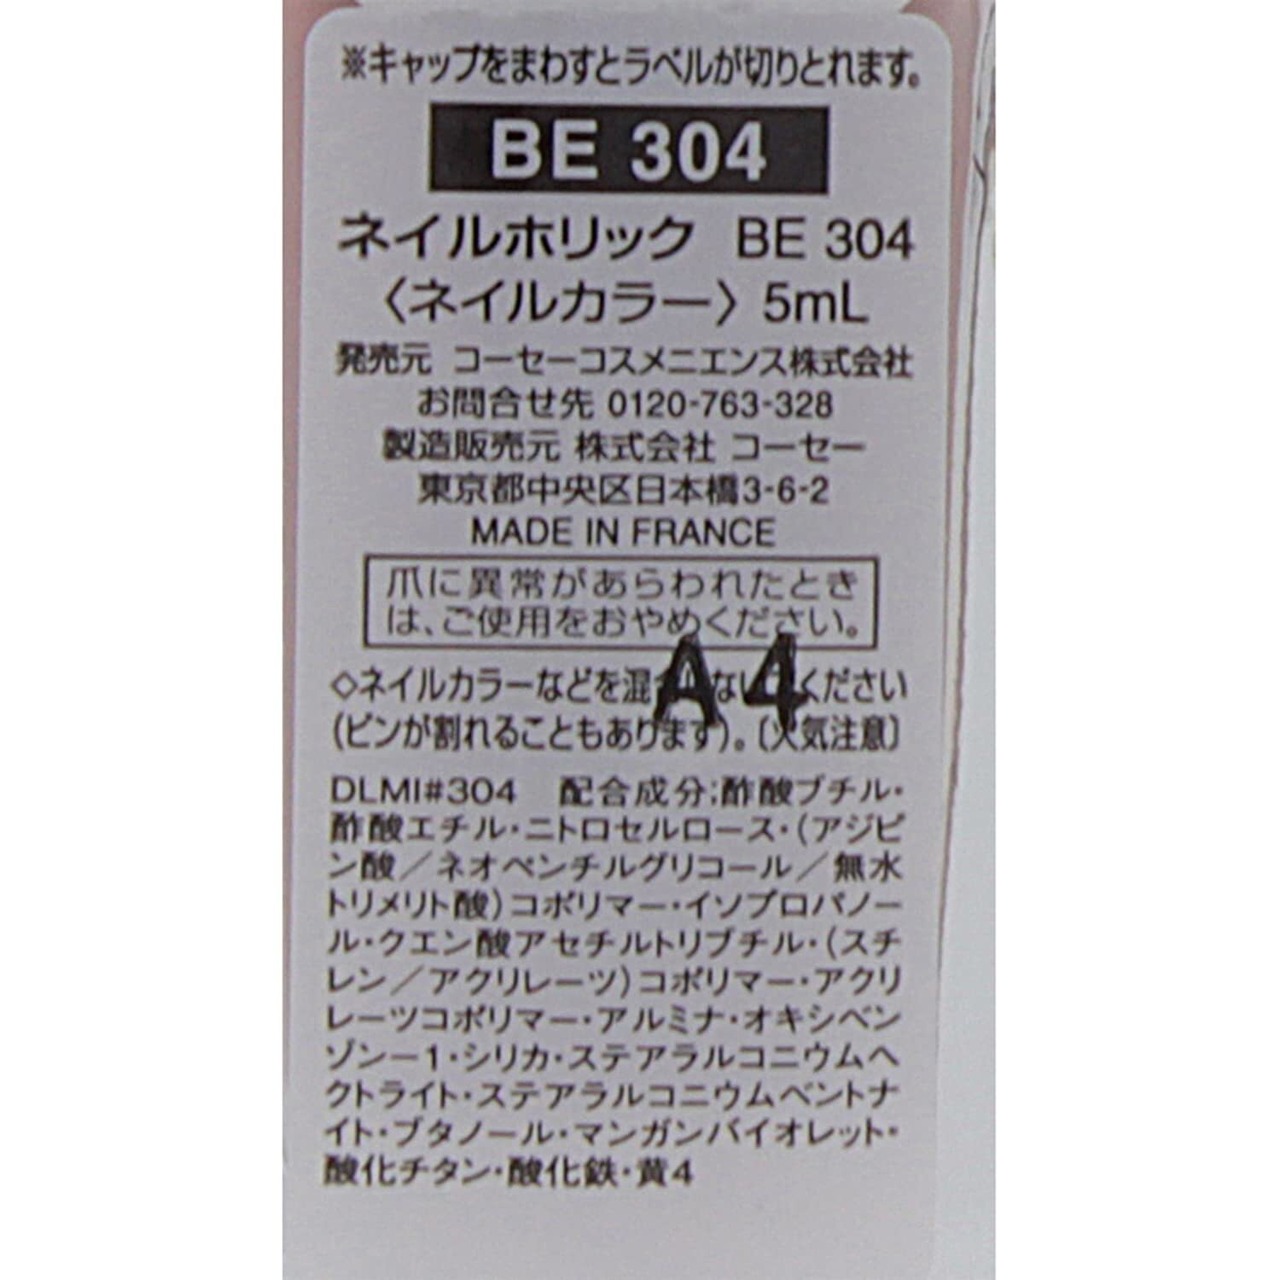 ※キャップをまわすとラベルが切りとれます。
BE 304
ネイルホリック BE 304
〈ネイルカラー〉5mL
発売元 コーセーコスメニエンス株式会社
お問合せ先 0120-763-328
製造販売元 株式会社 コーセー
東京都中央区日本橋3-6-2
MADE IN FRANCE
爪に異常があらわれたとき
は、ご使用をおやめください。
◇ネイルカラーなどを混 ください
A4
(ビンが割れることもあります)。〔火気注意〕
DLMI#304 配合成分;酢酸ブチル・
酢酸エチル・ニトロセルロース・(アジピ
ン酸/ネオペンチルグリコール/無水
トリメリト酸)コポリマー・イソプロパノー
ル・クエン酸アセチルトリブチル・(スチ
レン/アクリレーツ)コポリマー・アクリ
レーツコポリマー・アルミナ・オキシベン
ゾンー1・シリカ・ステアラルコニウムヘ
クトライト・ステアラルコニウムベントナ
イト・ブタノール・マンガンバイオレット・
酸化チタン・酸化鉄・黄4